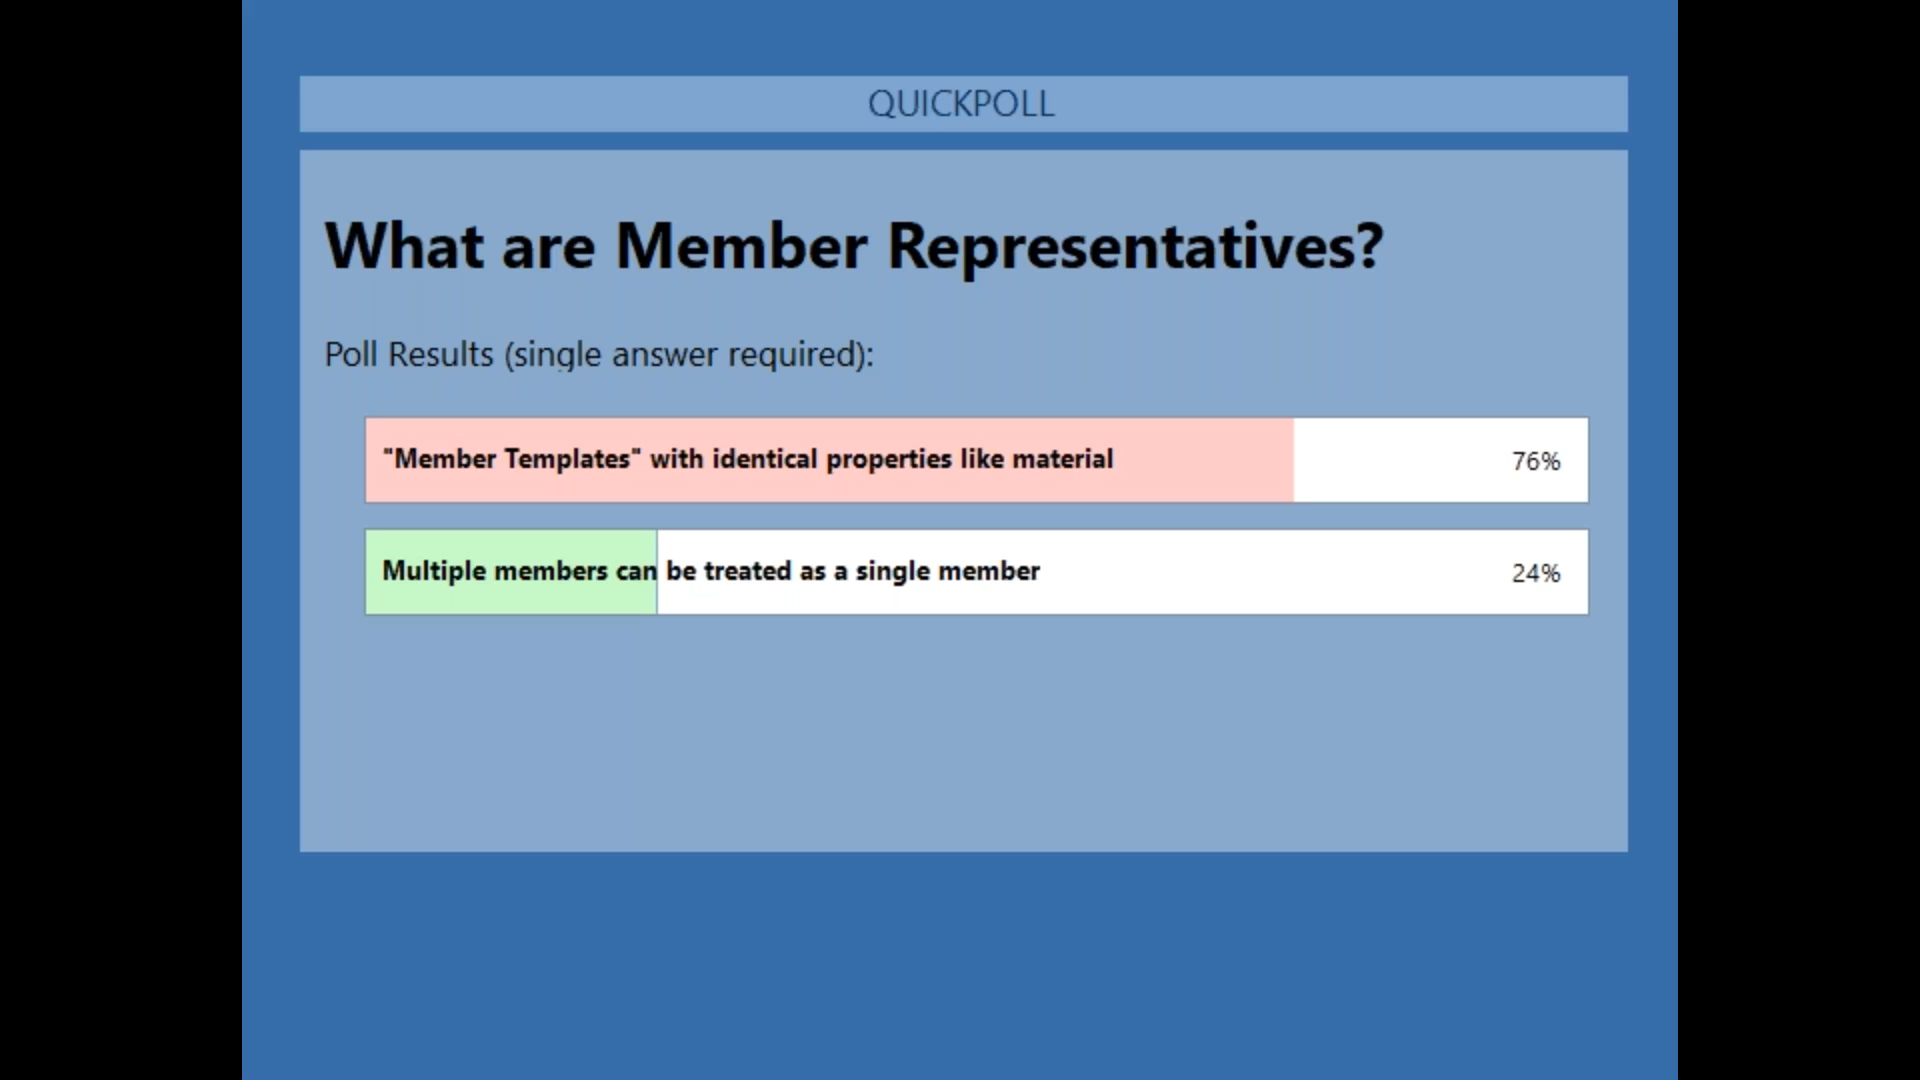 QUICKPOLL
What are Member Representatives?
Poll Results (single answer required):
"Member Templates" with identical properties like material 76%
Multiple members can be treated as a single member 24%